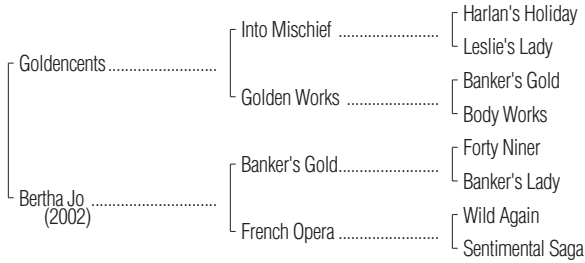 Harlan's Holiday
Into Mischief ....................
Leslie's Lady
Goldencents......................
Banker's Gold
Golden Works ..................
Body Works
Forty Niner
Banker's Gold....................
Banker's Lady
Bertha Jo .........................
(2002)
Wild Again
French Opera ....................
Sentimental Saga